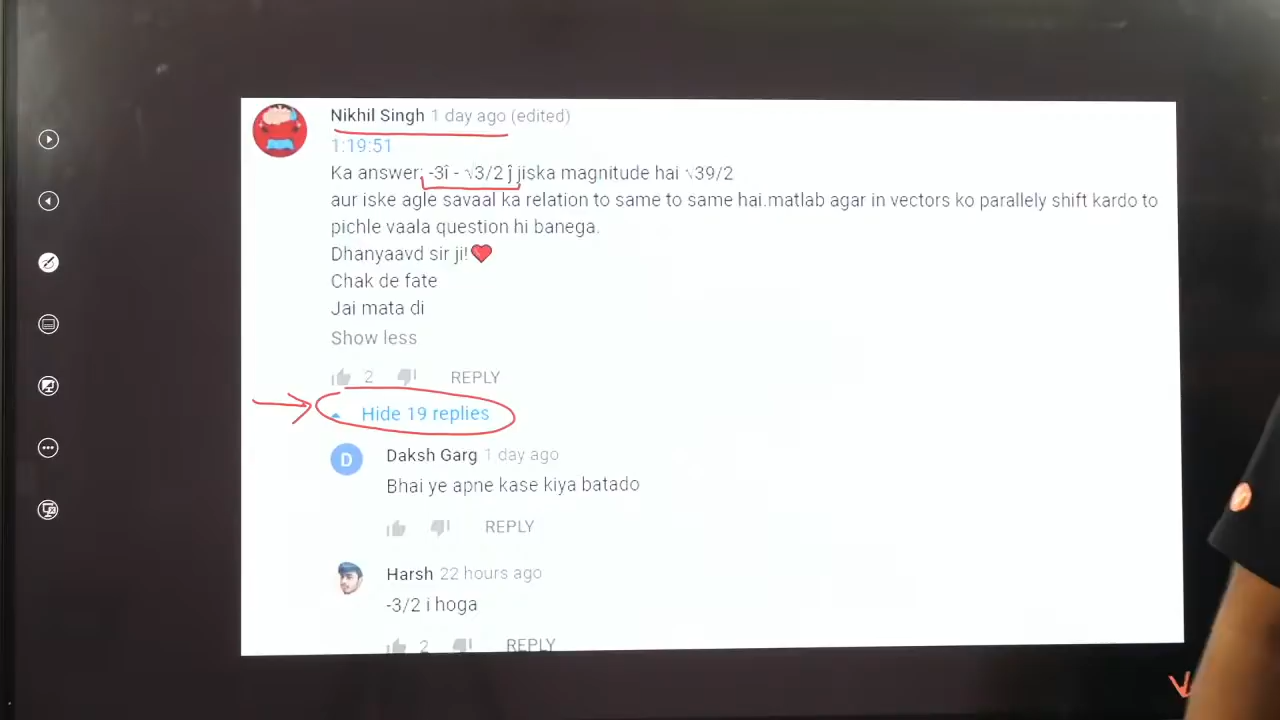 Nikhil Singh 1 day ago (edited)
1:19:51
Ka answer: -3î - √3/2 ĵ jiska magnitude hai √39/2
aur iske agle savaal ka relation to same to same hai.matlab agar in vectors ko parallely shift kardo to
pichle vaala question hi banega.
Dhanyaavd sir ji!❤️
Chak de fate
Jai mata di
Show less
2 REPLY
Hide 19 replies
D
Daksh Garg 1 day ago
Bhai ye apne kase kiya batado
REPLY
Harsh 22 hours ago
-3/2 i hoga
2 REPLY